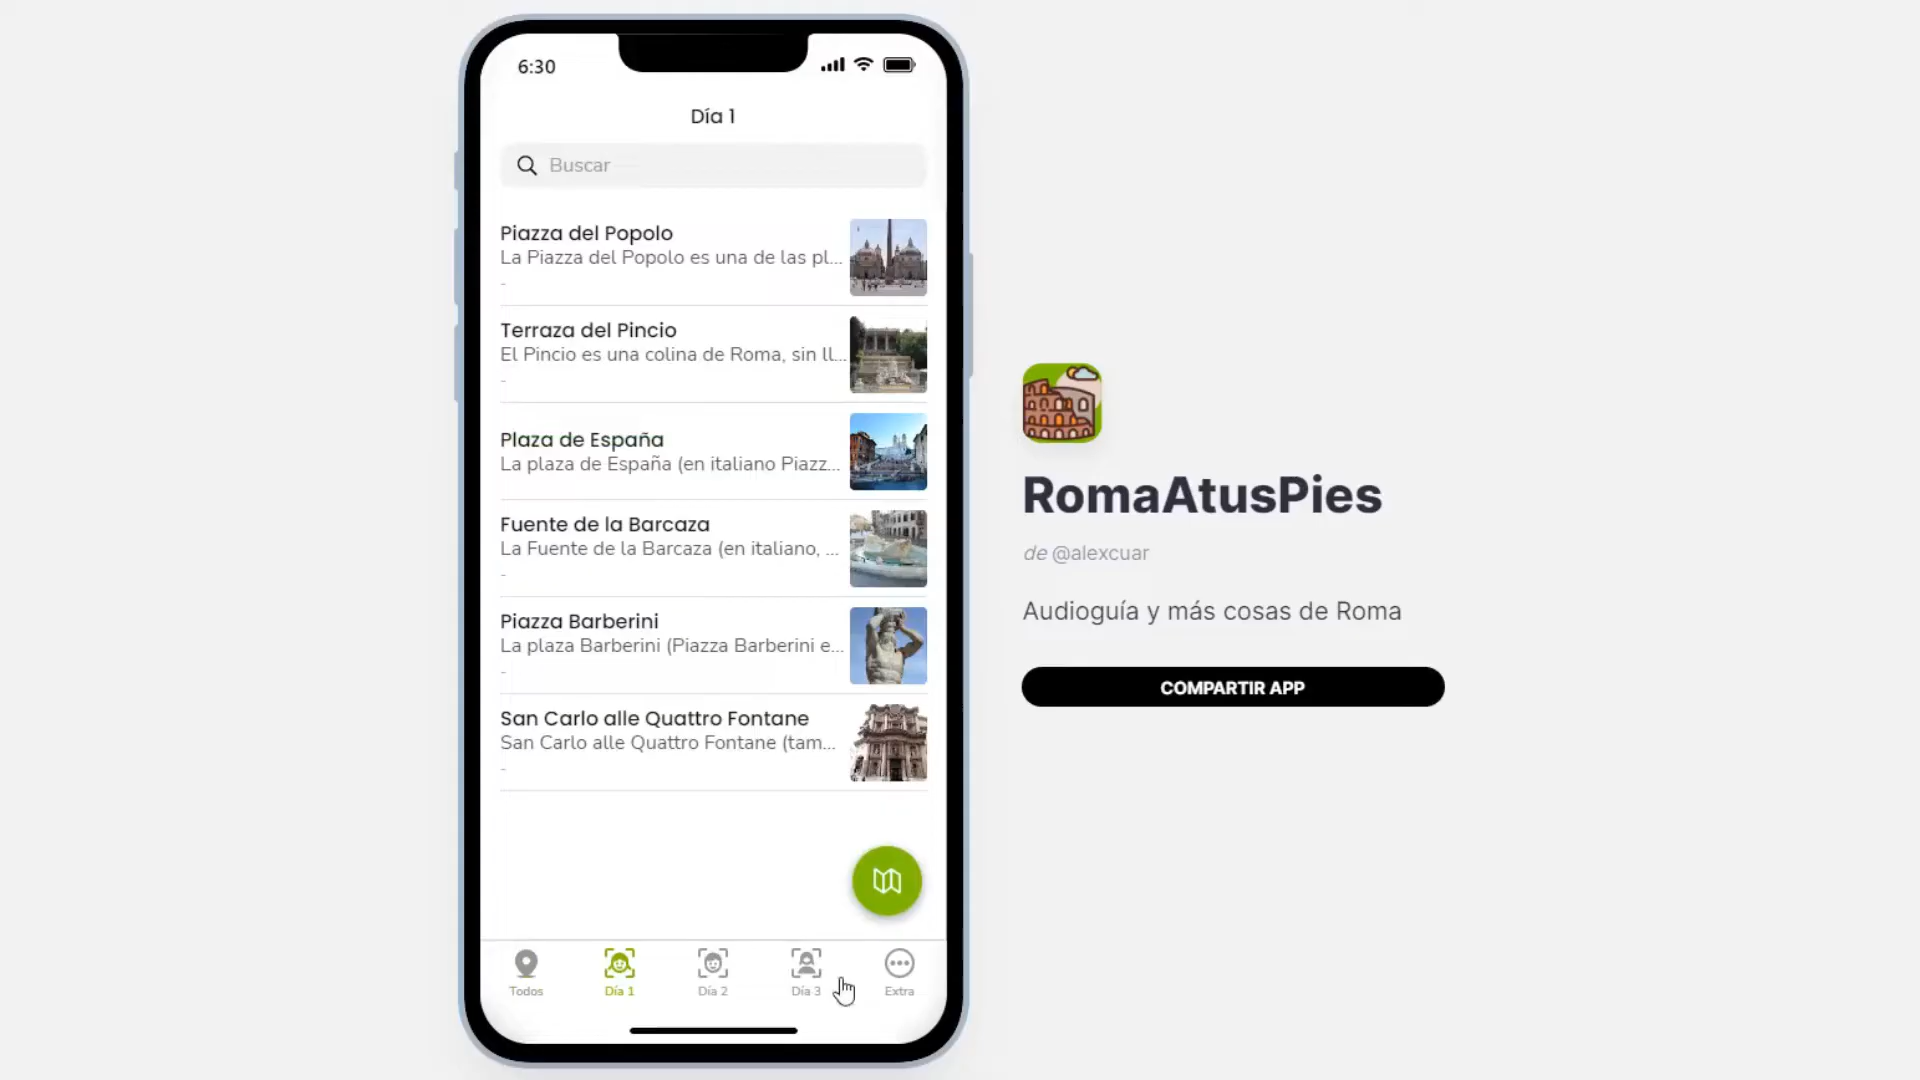 6:30
Día 1
Buscar
Piazza del Popolo
La Piazza del Popolo es una de las pl...
-
Terraza del Pincio
El Pincio es una colina de Roma, sin ll...
-
Plaza de España
La plaza de España (en italiano Piazz...
Fuente de la Barcaza
La Fuente de la Barcaza (en italiano, ...
-
Piazza Barberini
La plaza Barberini (Piazza Barberini e...
-
San Carlo alle Quattro Fontane
San Carlo alle Quattro Fontane (tam...
-
Todos
Día 1
Día 2
Día 3
Extra
RomaAtusPies
de @alexcuar
Audioguía y más cosas de Roma
COMPARTIR APP